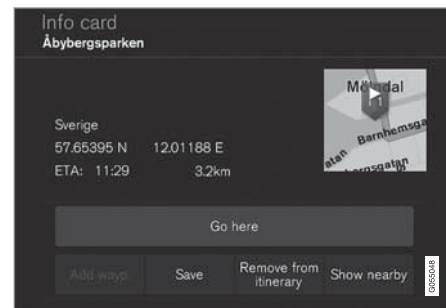 Info card
Åbybergsparken
Mölndal
Sverige
57.65395 N 12.01188 E
ETA: 11:29 3.2km
Barnhemsga
Go here
Add wayp.
Save
Remove from
itinerary
Show nearby
G055048